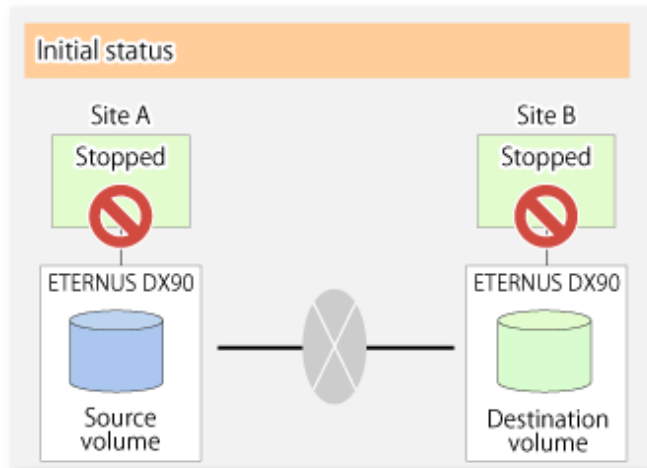 Initial status
Site A
Site B
Stopped
Stopped
ETERNUS DX90
ETERNUS DX90
Source
volume
Destination
volume